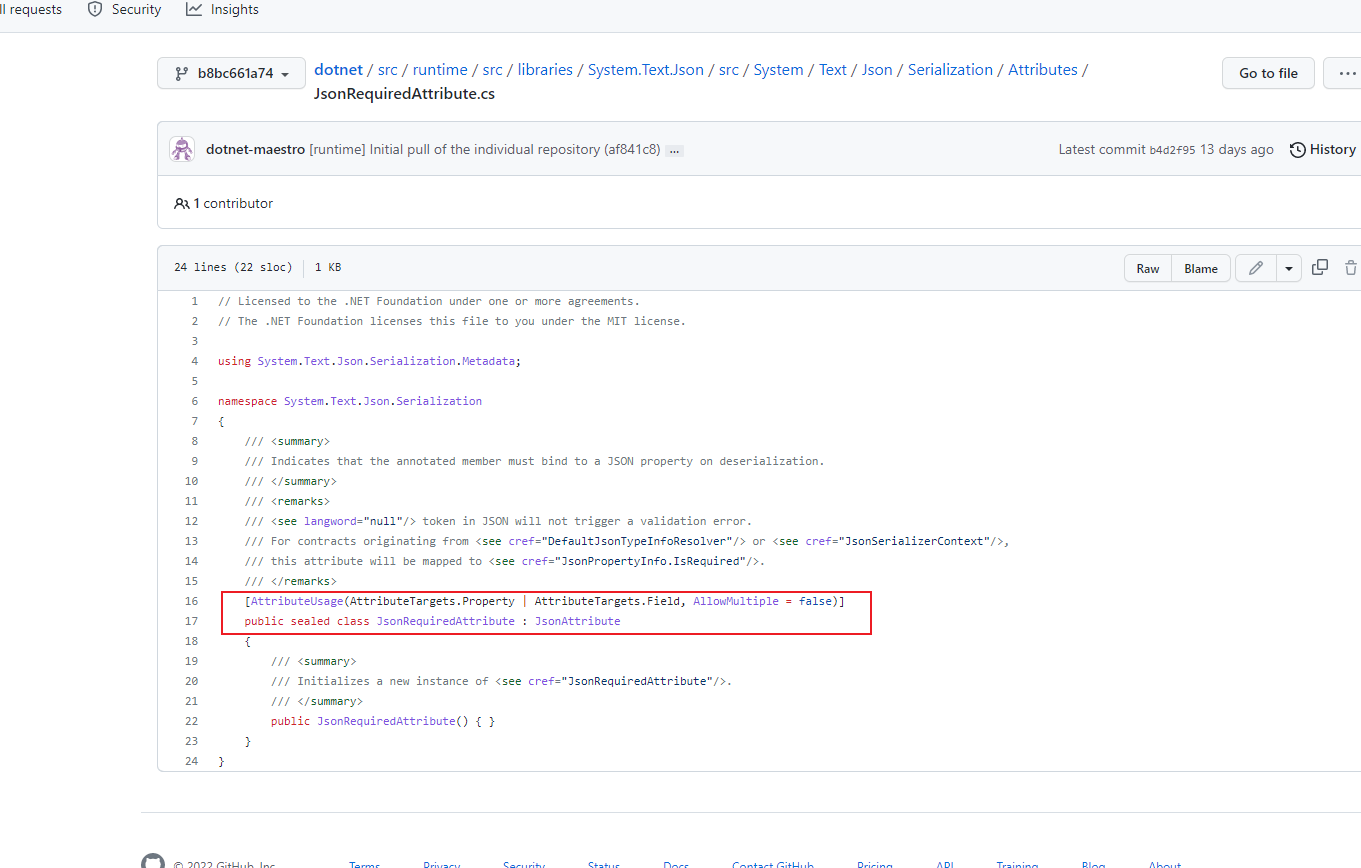 ll requests Security Insights
b8bc661a74 dotnet / src / runtime / src / libraries / System.Text.Json / src / System / Text / Json / Serialization / Attributes / Go to file ...
JsonRequiredAttribute.cs
dotnet-maestro [runtime] Initial pull of the individual repository (af841c8) ... Latest commit b4d2f95 13 days ago History
1 contributor
24 lines (22 sloc) 1 KB Raw Blame
1 // Licensed to the .NET Foundation under one or more agreements.
2 // The .NET Foundation licenses this file to you under the MIT license.
3
4 using System.Text.Json.Serialization.Metadata;
5
6 namespace System.Text.Json.Serialization
7 {
8 /// <summary>
9 /// Indicates that the annotated member must bind to a JSON property on deserialization.
10 /// </summary>
11 /// <remarks>
12 /// <see langword="null"/> token in JSON will not trigger a validation error.
13 /// For contracts originating from <see cref="DefaultJsonTypeInfoResolver"/> or <see cref="JsonSerializerContext"/>,
14 /// this attribute will be mapped to <see cref="JsonPropertyInfo.IsRequired"/>.
15 /// </remarks>
16 [AttributeUsage(AttributeTargets.Property | AttributeTargets.Field, AllowMultiple = false)]
17 public sealed class JsonRequiredAttribute : JsonAttribute
18 {
19 /// <summary>
20 /// Initializes a new instance of <see cref="JsonRequiredAttribute"/>.
21 /// </summary>
22 public JsonRequiredAttribute() { }
23 }
24 }
© 2022 GitHub, Inc. Terms Privacy Security Status Docs Contact GitHub Pricing API Training Blog About